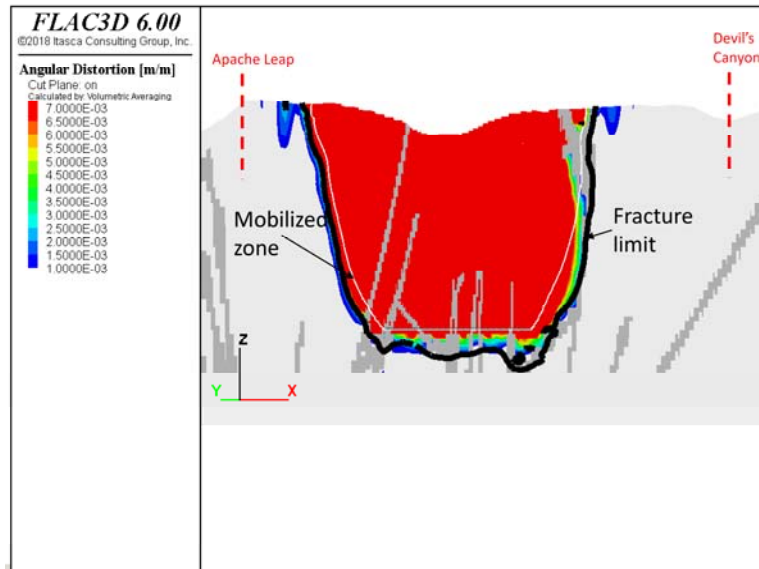 FLAC3D 6.00
©2018 Itasca Consulting Group, Inc.
Angular Distortion [m/m]
Cut Plane: on
Calculated by: Volumetric Averaging
7.0000E-03
6.5000E-03
6.0000E-03
5.5000E-03
5.0000E-03
4.5000E-03
4.0000E-03
3.5000E-03
3.0000E-03
2.5000E-03
2.0000E-03
1.5000E-03
1.0000E-03
Apache Leap
Devil's
Canyon
Mobilized
zone
Fracture
limit
Z
Y
X